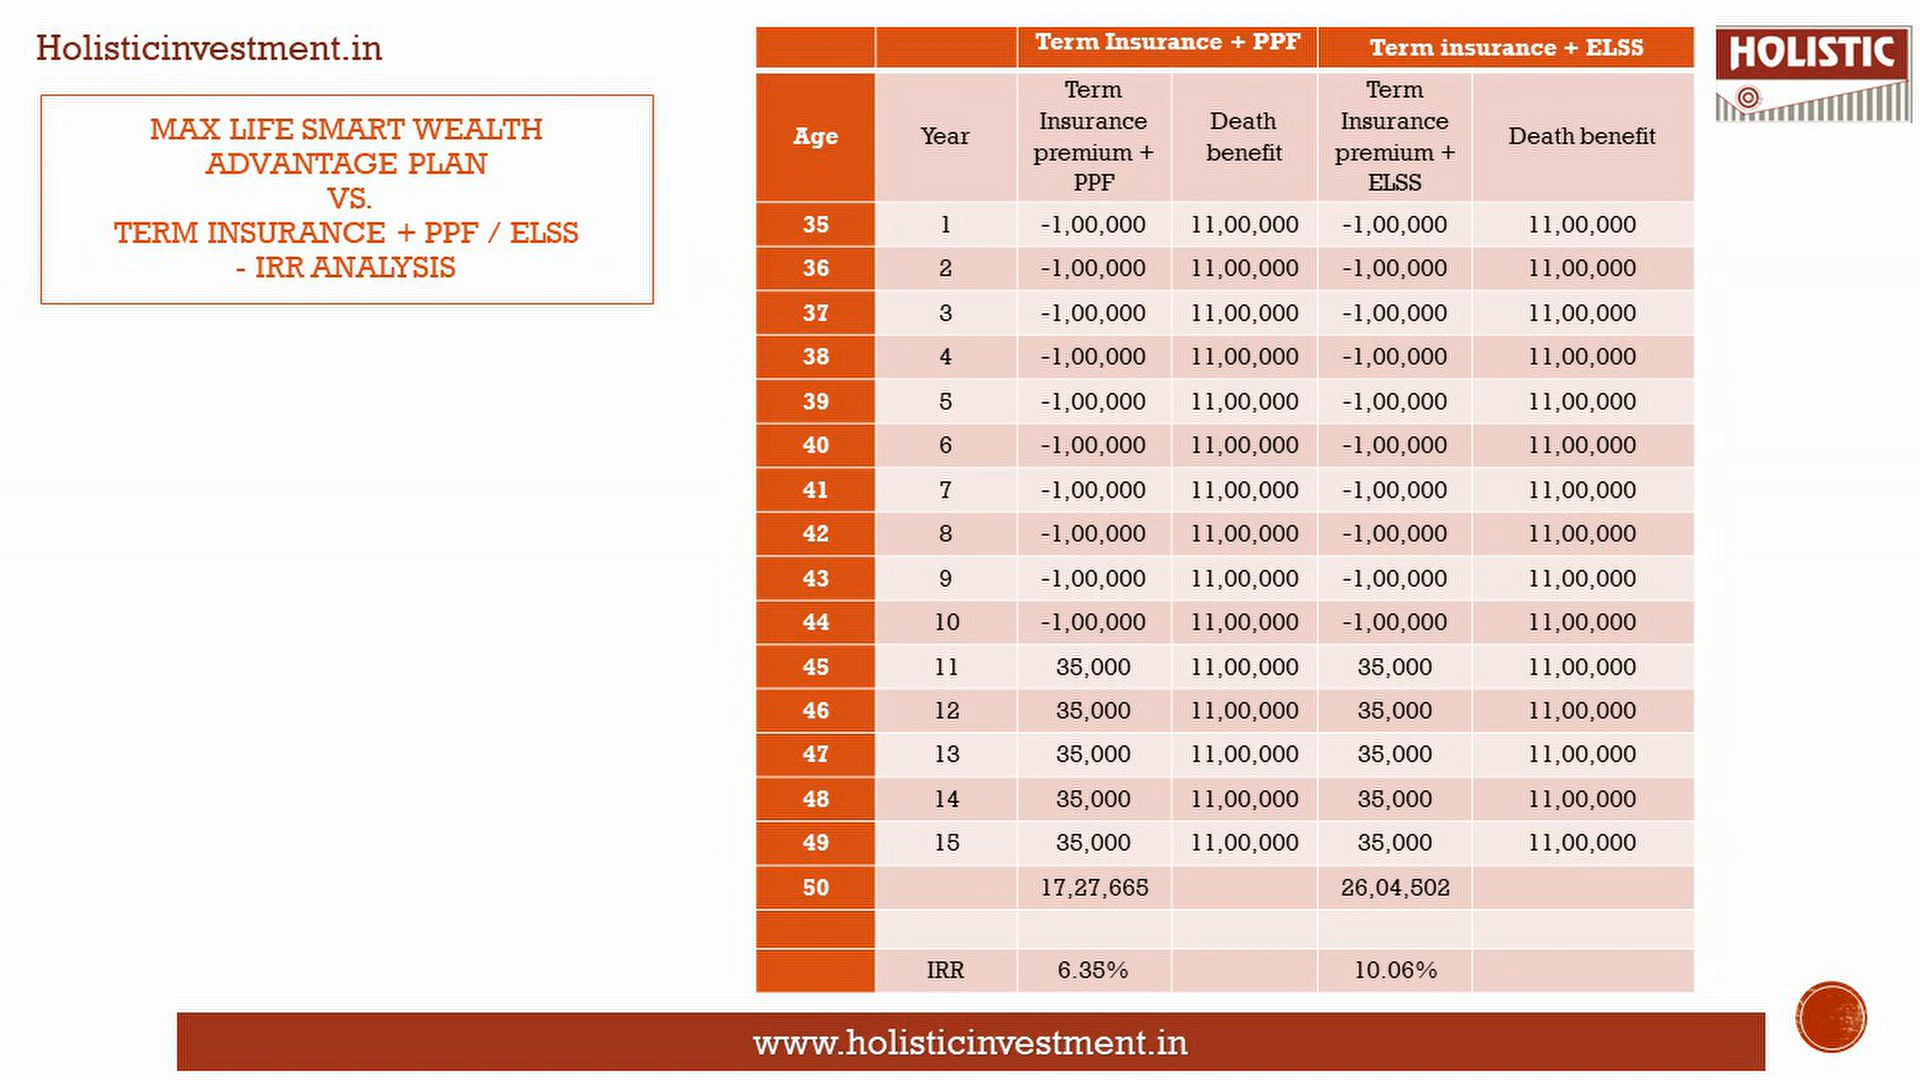 Holisticinvestment.in
MAX LIFE SMART WEALTH
ADVANTAGE PLAN
VS.
TERM INSURANCE + PPF / ELSS
- IRR ANALYSIS
Term Insurance + PPF Term insurance + ELSS
Age Year Term Insurance premium + PPF Death benefit Term Insurance premium + ELSS Death benefit
35 1 -1,00,000 11,00,000 -1,00,000 11,00,000
36 2 -1,00,000 11,00,000 -1,00,000 11,00,000
37 3 -1,00,000 11,00,000 -1,00,000 11,00,000
38 4 -1,00,000 11,00,000 -1,00,000 11,00,000
39 5 -1,00,000 11,00,000 -1,00,000 11,00,000
40 6 -1,00,000 11,00,000 -1,00,000 11,00,000
41 7 -1,00,000 11,00,000 -1,00,000 11,00,000
42 8 -1,00,000 11,00,000 -1,00,000 11,00,000
43 9 -1,00,000 11,00,000 -1,00,000 11,00,000
44 10 -1,00,000 11,00,000 -1,00,000 11,00,000
45 11 35,000 11,00,000 35,000 11,00,000
46 12 35,000 11,00,000 35,000 11,00,000
47 13 35,000 11,00,000 35,000 11,00,000
48 14 35,000 11,00,000 35,000 11,00,000
49 15 35,000 11,00,000 35,000 11,00,000
50 17,27,665 26,04,502
IRR 6.35% 10.06%
HOLISTIC
www.holisticinvestment.in